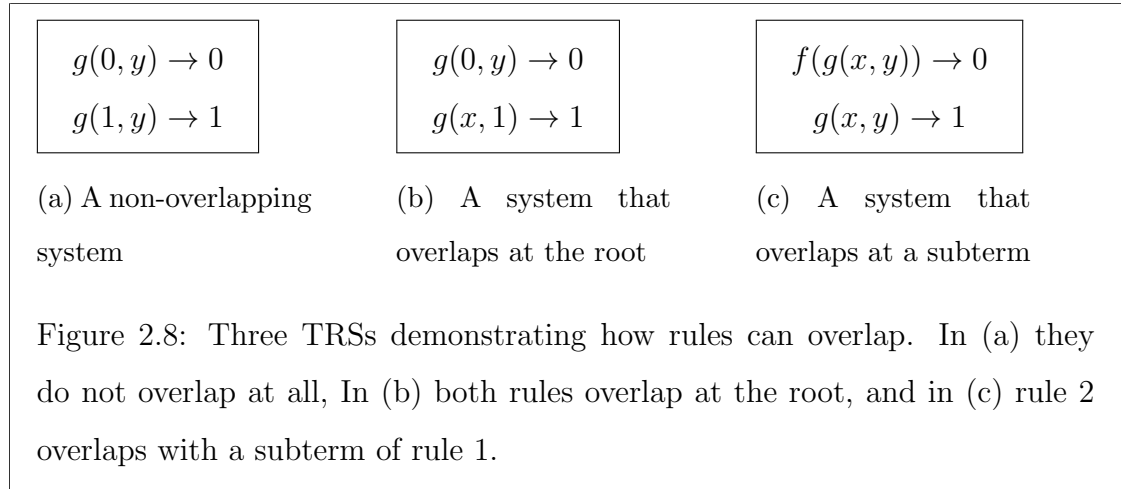 g(0, y) → 0
g(1, y) → 1
(a) A non-overlapping
system
g(0, y) → 0
g(x, 1) → 1
(b) A system that
overlaps at the root
f(g(x, y)) → 0
g(x, y) → 1
(c) A system that
overlaps at a subterm
Figure 2.8: Three TRSs demonstrating how rules can overlap. In (a) they
do not overlap at all, In (b) both rules overlap at the root, and in (c) rule 2
overlaps with a subterm of rule 1.